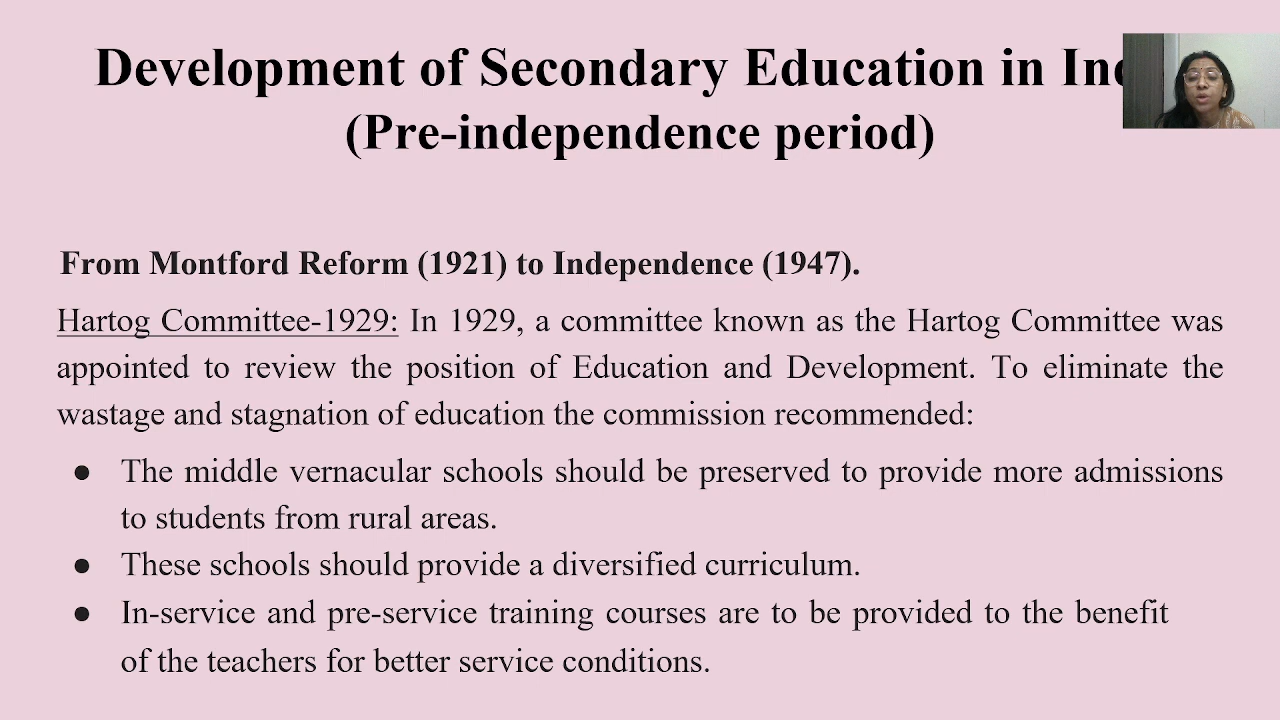 Development of Secondary Education in
(Pre-independence period)
From Montford Reform (1921) to Independence (1947).
Hartog Committee-1929: In 1929, a committee known as the Hartog Committee was
appointed to review the position of Education and Development. To eliminate the
wastage and stagnation of education the commission recommended:
● The middle vernacular schools should be preserved to provide more admissions
to students from rural areas.
● These schools should provide a diversified curriculum.
● In-service and pre-service training courses are to be provided to the benefit
of the teachers for better service conditions.